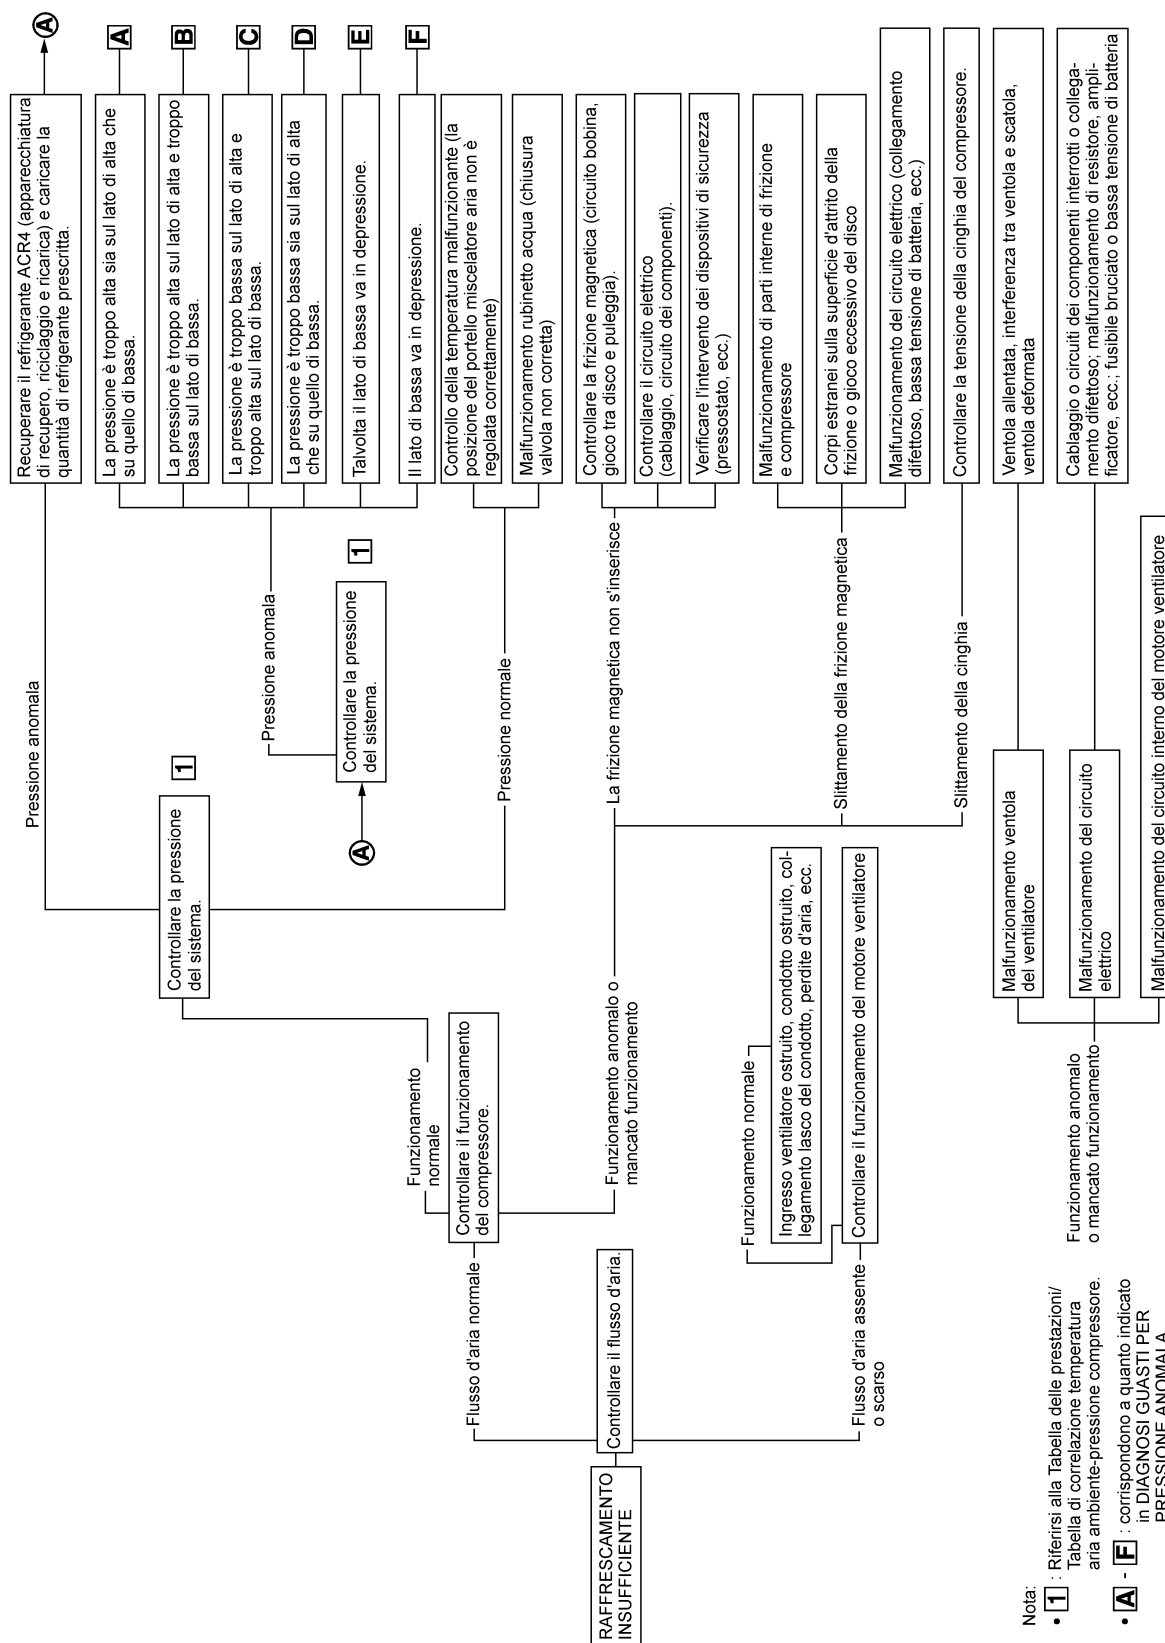 RAFFRESCAMENTO
INSUFFICIENTE
Controllare il flusso d'aria.
Flusso d'aria normale
Controllare il funzionamento
del compressore.
Funzionamento
normale
Controllare la pressione
del sistema.
1
Pressione anomala
Recuperare il refrigerante ACR4 (apparecchiatura
di recupero, riciclaggio e ricarica) e caricare la
quantità di refrigerante prescritta.
A
A
Controllare la pressione
del sistema.
1
Pressione anomala
La pressione è troppo alta sia sul lato di alta che
su quello di bassa.
A
La pressione è troppo alta sul lato di alta e troppo
bassa sul lato di bassa.
B
La pressione è troppo bassa sul lato di alta e
troppo alta sul lato di bassa.
C
La pressione è troppo bassa sia sul lato di alta
che su quello di bassa.
D
Talvolta il lato di bassa va in depressione.
E
Il lato di bassa va in depressione.
F
Pressione normale
Controllo della temperatura malfunzionante (la
posizione del portello miscelatore aria non è
regolata correttamente)
Malfunzionamento rubinetto acqua (chiusura
valvola non corretta)
Funzionamento anomalo o
mancato funzionamento
La frizione magnetica non s'inserisce
Controllare la frizione magnetica (circuito bobina,
gioco tra disco e puleggia).
Controllare il circuito elettrico
(cablaggio, circuito dei componenti).
Verificare l'intervento dei dispositivi di sicurezza
(pressostato, ecc.)
Slittamento della frizione magnetica
Malfunzionamento di parti interne di frizione
e compressore
Corpi estranei sulla superficie d'attrito della
frizione o gioco eccessivo del disco
Malfunzionamento del circuito elettrico (collegamento
difettoso, bassa tensione di batteria, ecc.)
Slittamento della cinghia
Controllare la tensione della cinghia del compressore.
Flusso d'aria assente
o scarso
Controllare il funzionamento del motore ventilatore
Funzionamento normale
Ingresso ventilatore ostruito, condotto ostruito, col-
legamento lasco del condotto, perdite d'aria, ecc.
Funzionamento anomalo
o mancato funzionamento
Malfunzionamento ventola
del ventilatore
Ventola allentata, interferenza tra ventola e scatola,
ventola deformata
Malfunzionamento del circuito
elettrico
Cablaggio o circuiti dei componenti interrotti o collega-
mento difettoso; malfunzionamento di resistore, ampli-
ficatore, ecc.; fusibile bruciato o bassa tensione di batteria
Malfunzionamento del circuito interno del motore ventilatore
Nota:
• 1 : Riferirsi alla Tabella delle prestazioni/
Tabella di correlazione temperatura
aria ambiente-pressione compressore.
• A - F : corrispondono a quanto indicato
in DIAGNOSI GUASTI PER
PRESSIONE ANOMALA